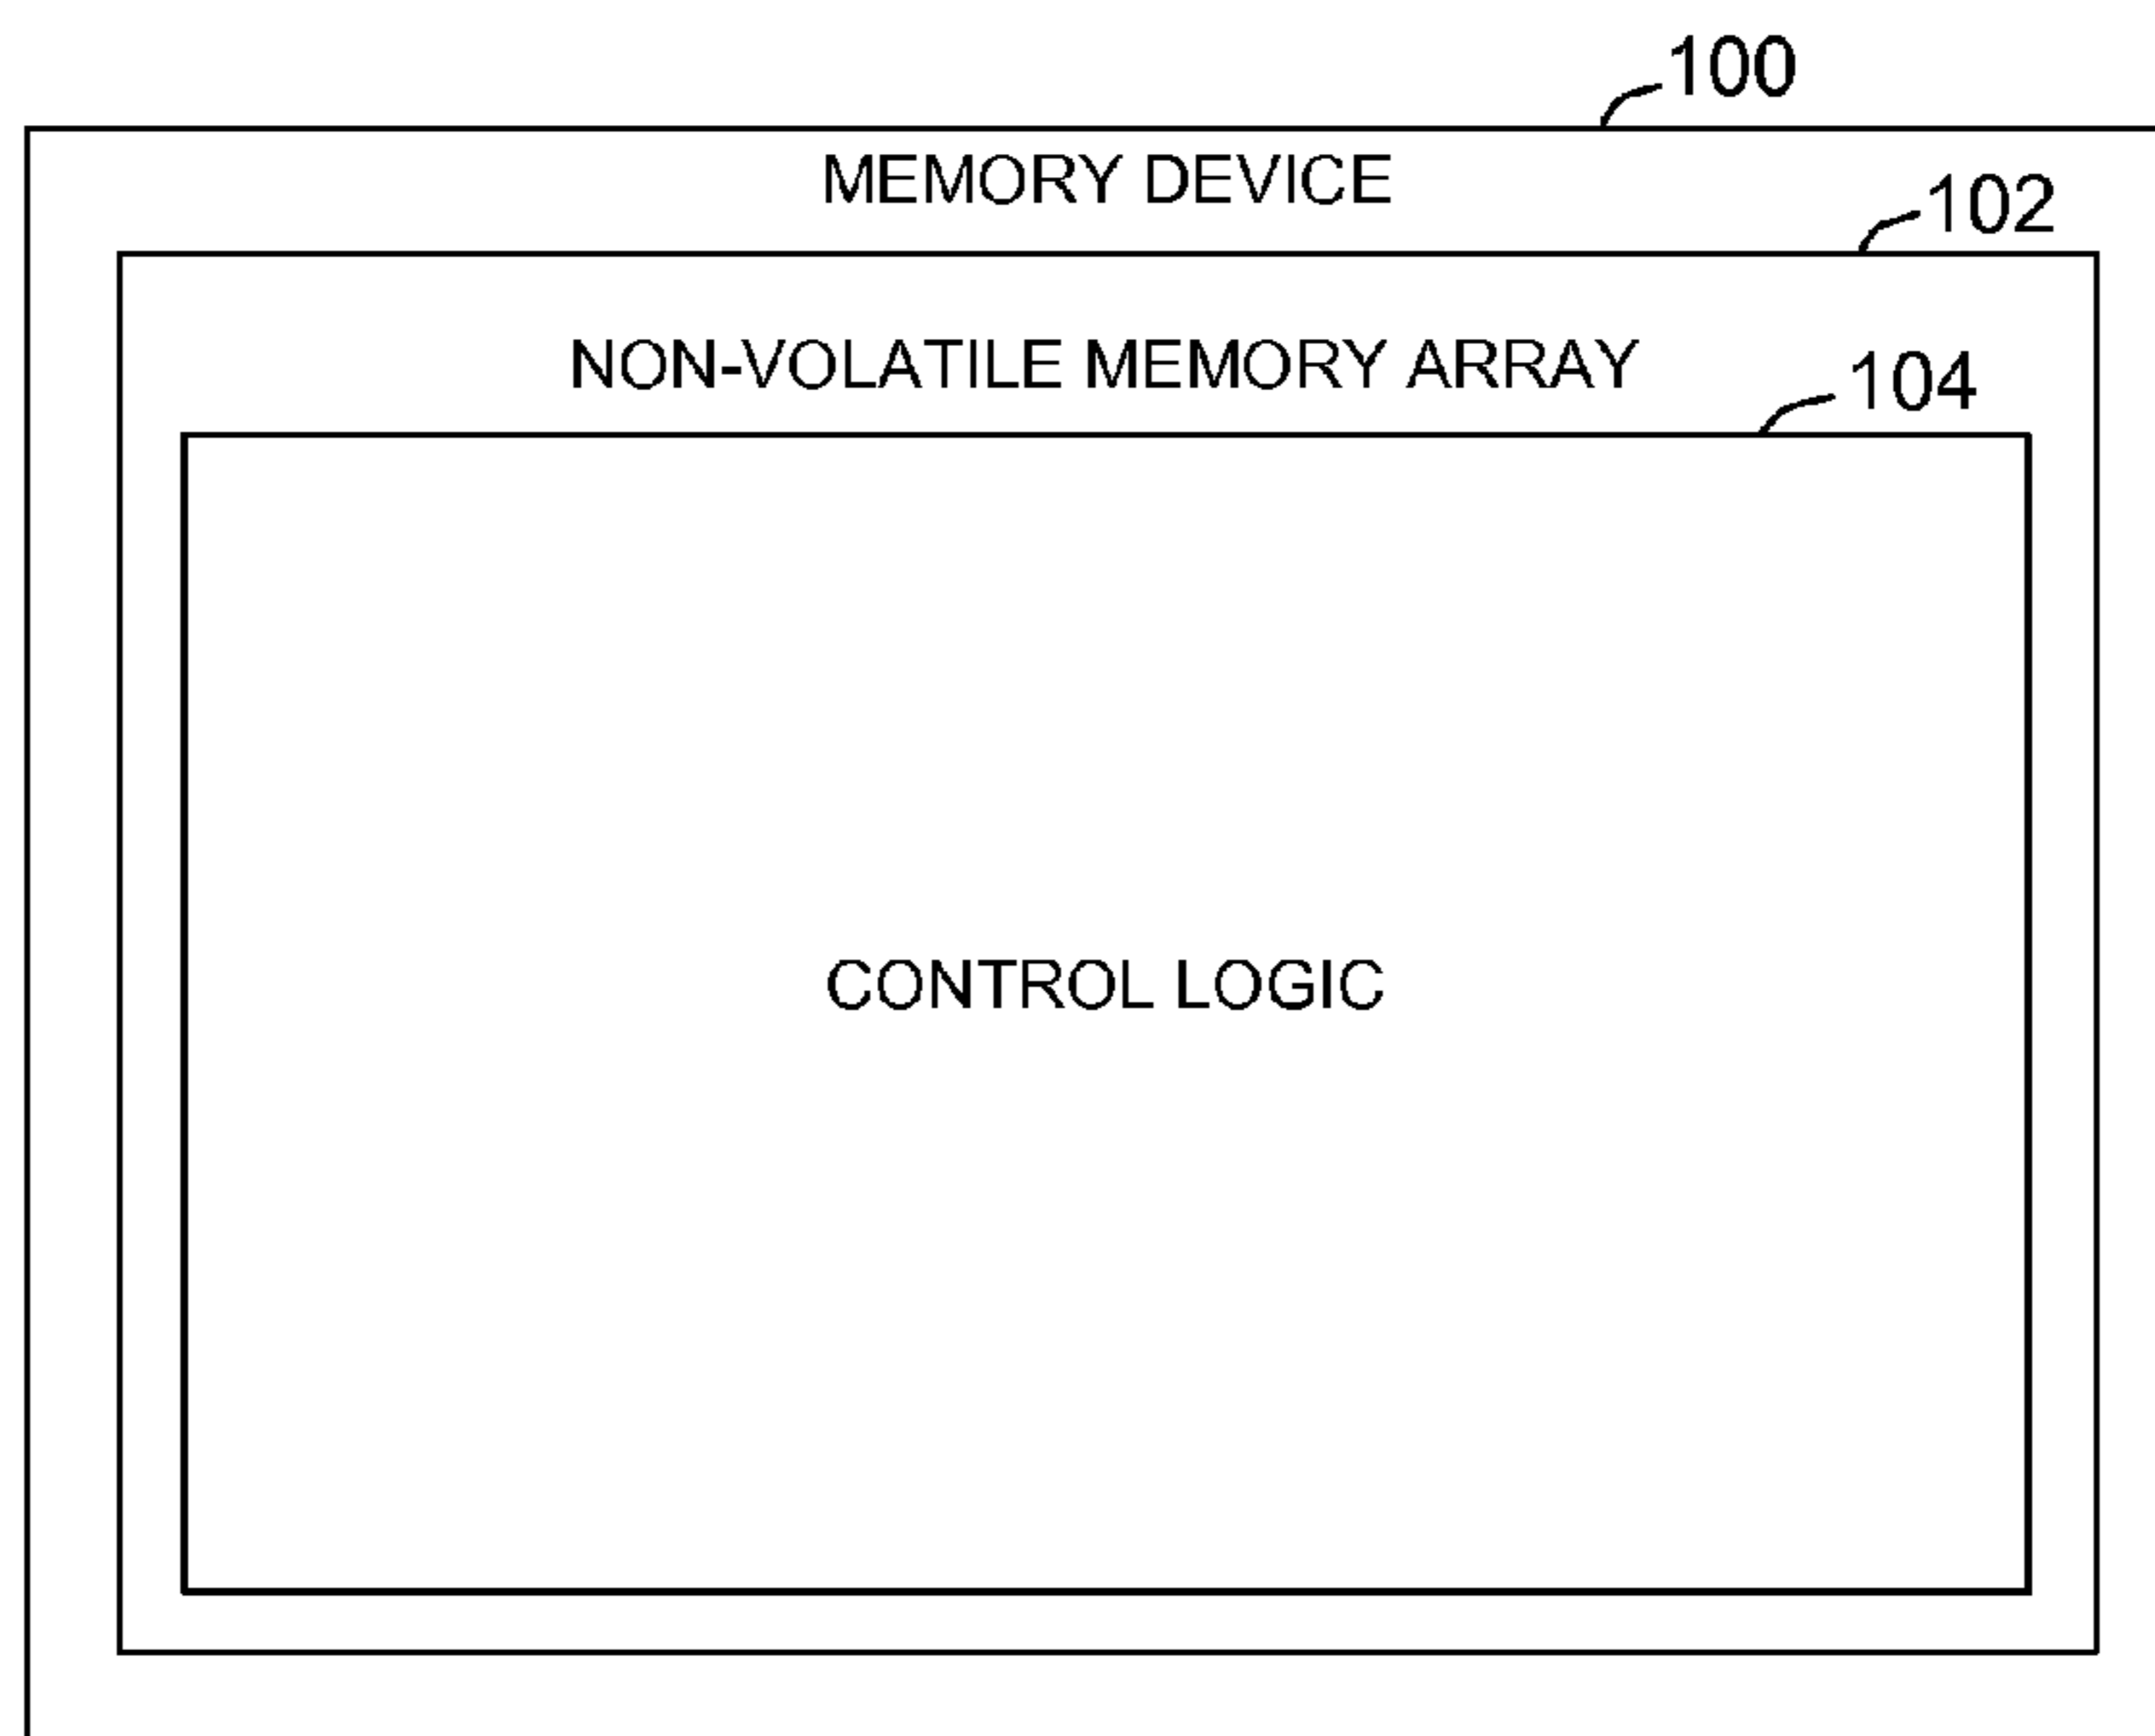 100
MEMORY DEVICE
102
NON-VOLATILE MEMORY ARRAY
104
CONTROL LOGIC